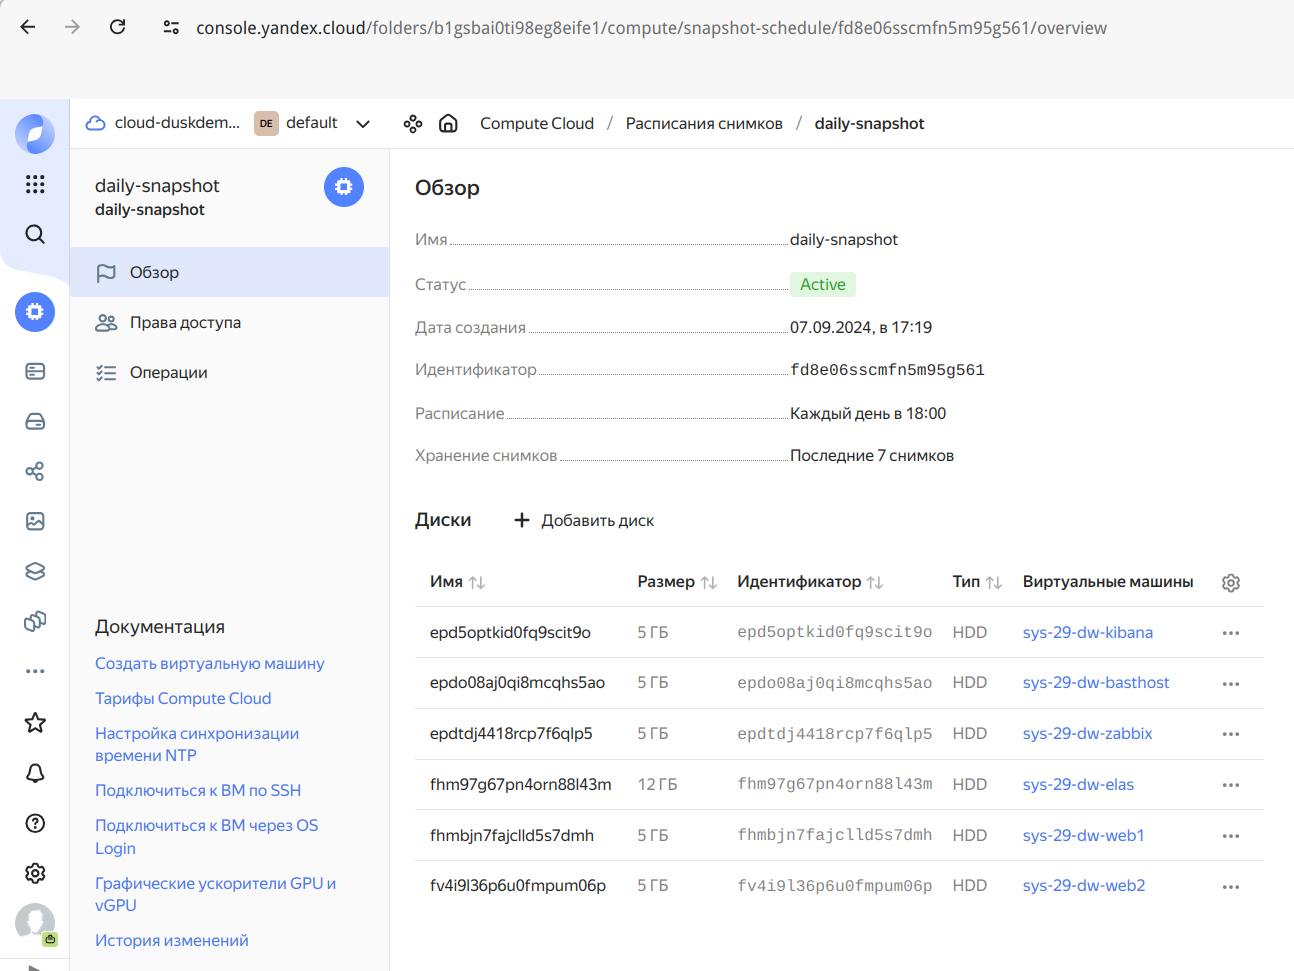 console.yandex.cloud/folders/b1gsbai0ti98eg8eife1/compute/snapshot-schedule/fd8e06sscmfn5m95g561/overview
cloud-duskdem... DE default Compute Cloud / Расписания снимков / daily-snapshot
daily-snapshot
daily-snapshot
Обзор
Права доступа
Операции
Документация
Создать виртуальную машину
Тарифы Compute Cloud
Настройка синхронизации
времени NTP
Подключиться к ВМ по SSH
Подключиться к ВМ через OS
Login
Графические ускорители GPU и
vGPU
История изменений
Обзор
Имя daily-snapshot
Статус Active
Дата создания 07.09.2024, в 17:19
Идентификатор fd8e06sscmfn5m95g561
Расписание Каждый день в 18:00
Хранение снимков Последние 7 снимков
Диски + Добавить диск
Имя Размер Идентификатор Тип Виртуальные машины
epd5optkid0fq9scit9o 5 ГБ epd5optkid0fq9scit9o HDD sys-29-dw-kibana
epdo08aj0qi8mcqhs5ao 5 ГБ epdo08aj0qi8mcqhs5ao HDD sys-29-dw-basthost
epdtdj4418rcp7f6qlp5 5 ГБ epdtdj4418rcp7f6qlp5 HDD sys-29-dw-zabbix
fhm97g67pn4orn88l43m 12 ГБ fhm97g67pn4orn88l43m HDD sys-29-dw-elas
fhmbjn7fajclld5s7dmh 5 ГБ fhmbjn7fajclld5s7dmh HDD sys-29-dw-web1
fv4i9l36p6u0fmpum06p 5 ГБ fv4i9l36p6u0fmpum06p HDD sys-29-dw-web2